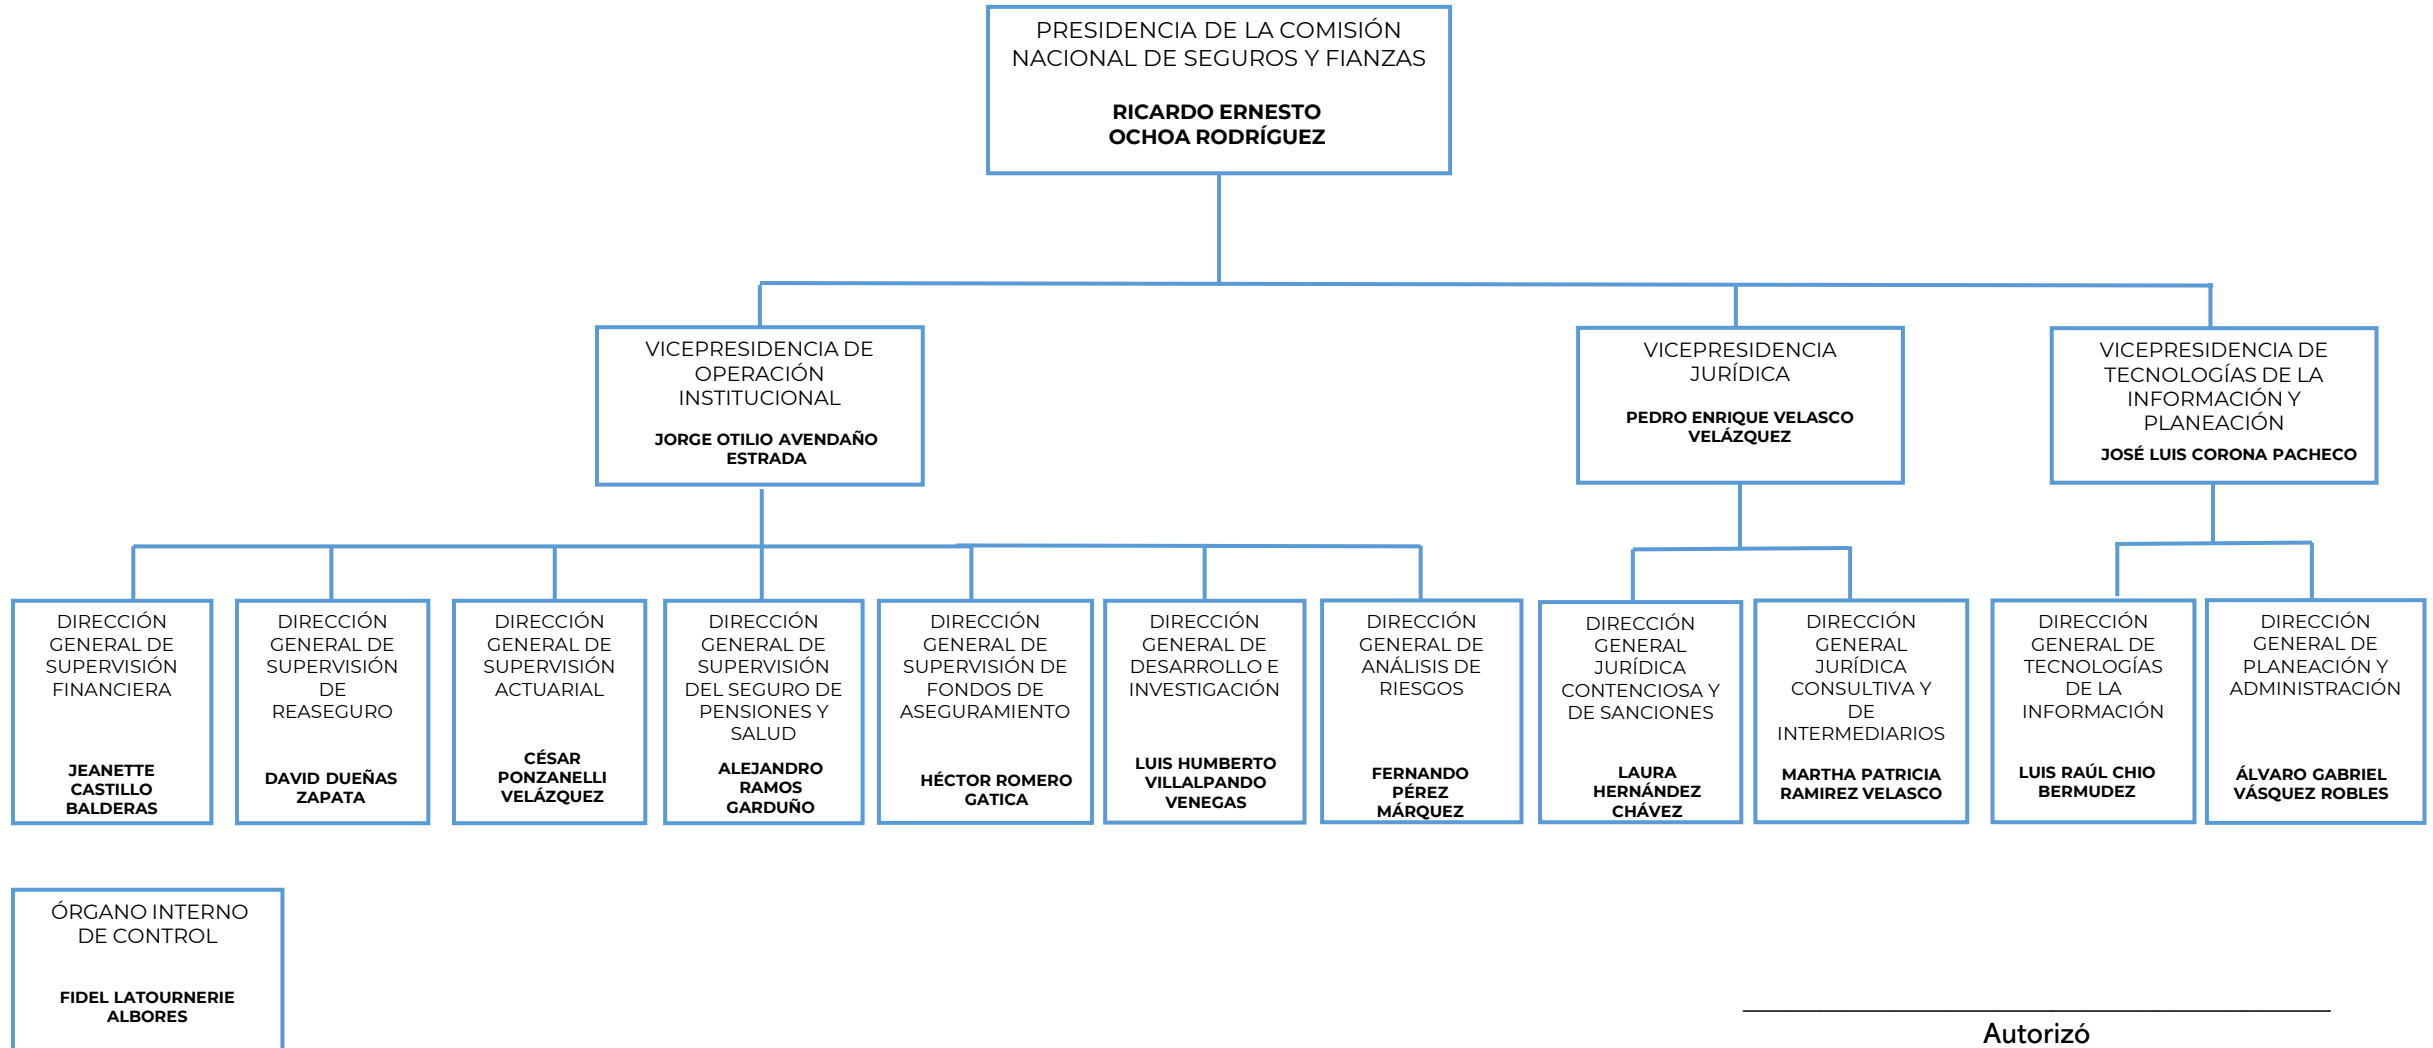 PRESIDENCIA DE LA COMISIÓN
NACIONAL DE SEGUROS Y FIANZAS
RICARDO ERNESTO
OCHOA RODRÍGUEZ
VICEPRESIDENCIA DE
OPERACIÓN
INSTITUCIONAL
JORGE OTILIO AVENDAÑO
ESTRADA
VICEPRESIDENCIA
JURÍDICA
PEDRO ENRIQUE VELASCO
VELÁZQUEZ
VICEPRESIDENCIA DE
TECNOLOGÍAS DE LA
INFORMACIÓN Y
PLANEACIÓN
JOSÉ LUIS CORONA PACHECO
DIRECCIÓN
GENERAL DE
SUPERVISIÓN
FINANCIERA
JEANETTE
CASTILLO
BALDERAS
DIRECCIÓN
GENERAL DE
SUPERVISIÓN
DE
REASEGURO
DAVID DUEÑAS
ZAPATA
DIRECCIÓN
GENERAL DE
SUPERVISIÓN
ACTUARIAL
CÉSAR
PONZANELLI
VELÁZQUEZ
DIRECCIÓN
GENERAL DE
SUPERVISIÓN
DEL SEGURO DE
PENSIONES Y
SALUD
ALEJANDRO
RAMOS
GARDUÑO
DIRECCIÓN
GENERAL DE
SUPERVISIÓN DE
FONDOS DE
ASEGURAMIENTO
HÉCTOR ROMERO
GATICA
DIRECCIÓN
GENERAL DE
DESARROLLO E
INVESTIGACIÓN
LUIS HUMBERTO
VILLALPANDO
VENEGAS
DIRECCIÓN
GENERAL DE
ANÁLISIS DE
RIESGOS
FERNANDO
PÉREZ
MÁRQUEZ
DIRECCIÓN
GENERAL
JURÍDICA
CONTENCIOSA Y
DE SANCIONES
LAURA
HERNÁNDEZ
CHÁVEZ
DIRECCIÓN
GENERAL
JURÍDICA
CONSULTIVA Y
DE
INTERMEDIARIOS
MARTHA PATRICIA
RAMIREZ VELASCO
DIRECCIÓN
GENERAL DE
TECNOLOGÍAS
DE LA
INFORMACIÓN
LUIS RAÚL CHIO
BERMUDEZ
DIRECCIÓN
GENERAL DE
PLANEACIÓN Y
ADMINISTRACIÓN
ÁLVARO GABRIEL
VÁSQUEZ ROBLES
ÓRGANO INTERNO
DE CONTROL
FIDEL LATOURNERIE
ALBORES
Autorizó